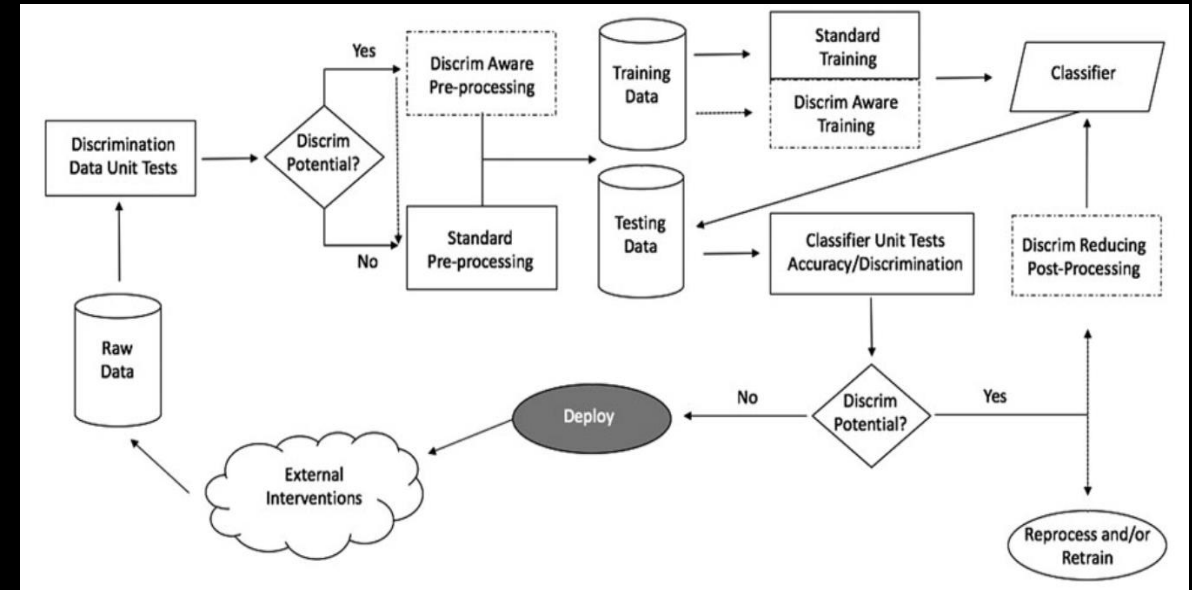 Yes
Discrim Aware
Pre-processing
Training
Data
Standard
Training
Discrim Aware
Training
Classifier
Discrimination
Data Unit Tests
Discrim
Potential?
No
Standard
Pre-processing
Testing
Data
Classifier Unit Tests
Accuracy/Discrimination
Discrim Reducing
Post-Processing
Raw
Data
Deploy
No
Discrim
Potential?
Yes
External
Interventions
Reprocess and/or
Retrain